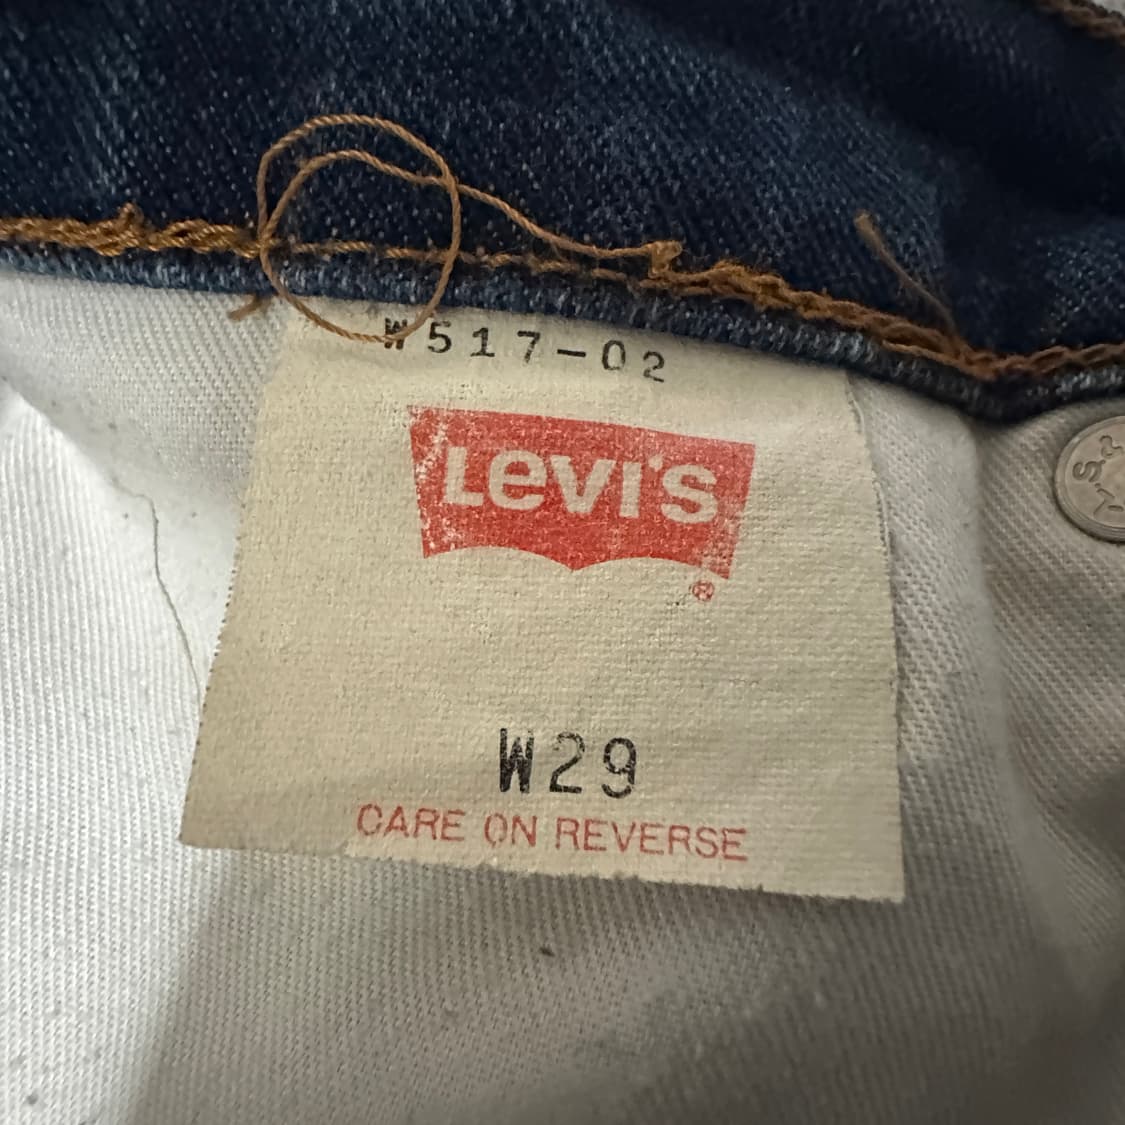 W517-02
Levi's
®
W29
CARE ON REVERSE